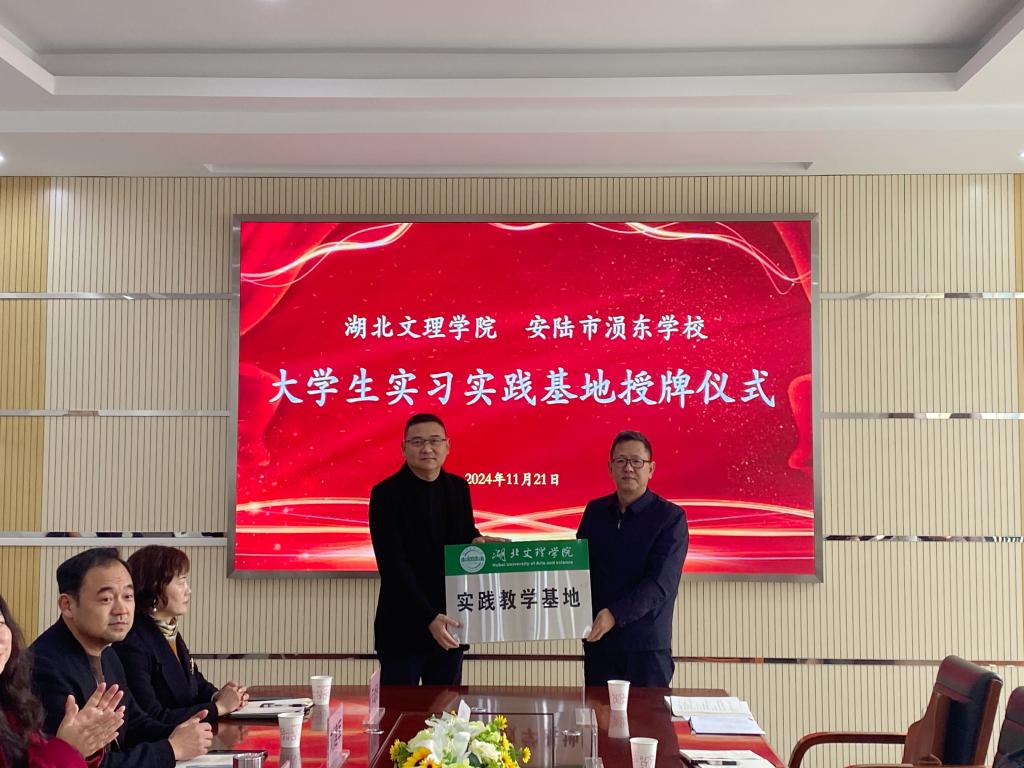 湖北文理学院 安陆市涢东学校
大学生实习实践基地授牌仪式
2024年11月21日
湖北文理学院
Hubei University of Arts and science
实践教学基地